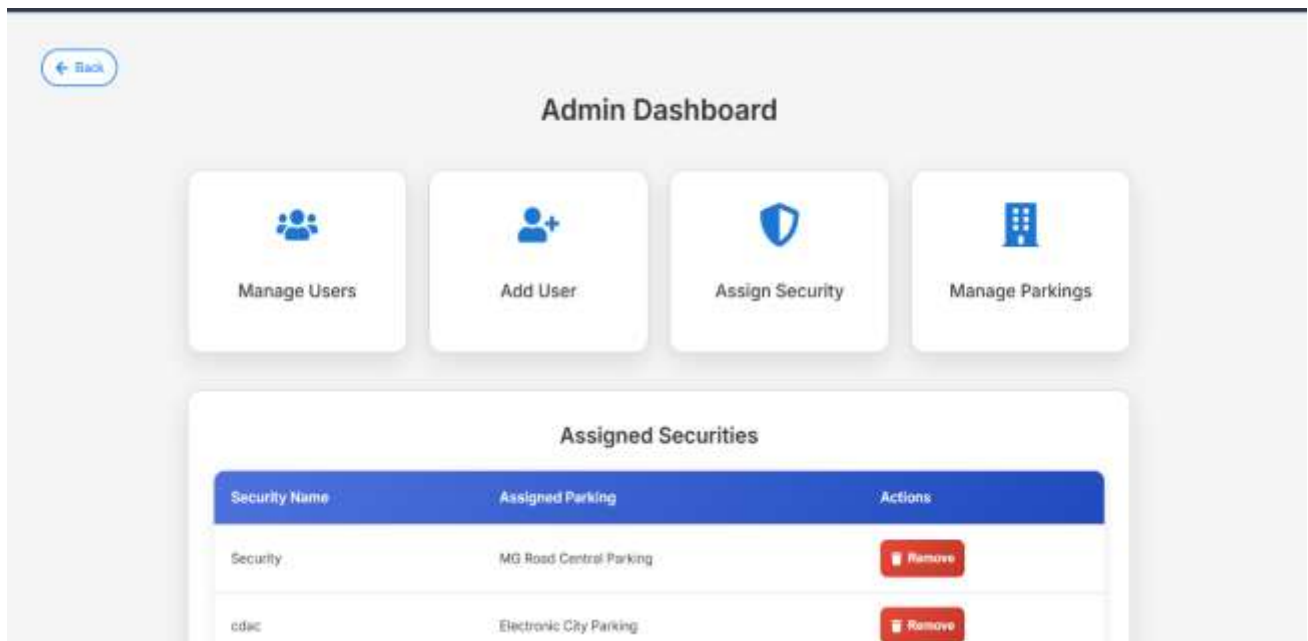 Back
Admin Dashboard
Manage Users Add User Assign Security Manage Parkings
Assigned Securities
Security Name Assigned Parking Actions
Security MG Road Central Parking Remove
cdac Electronic City Parking Remove